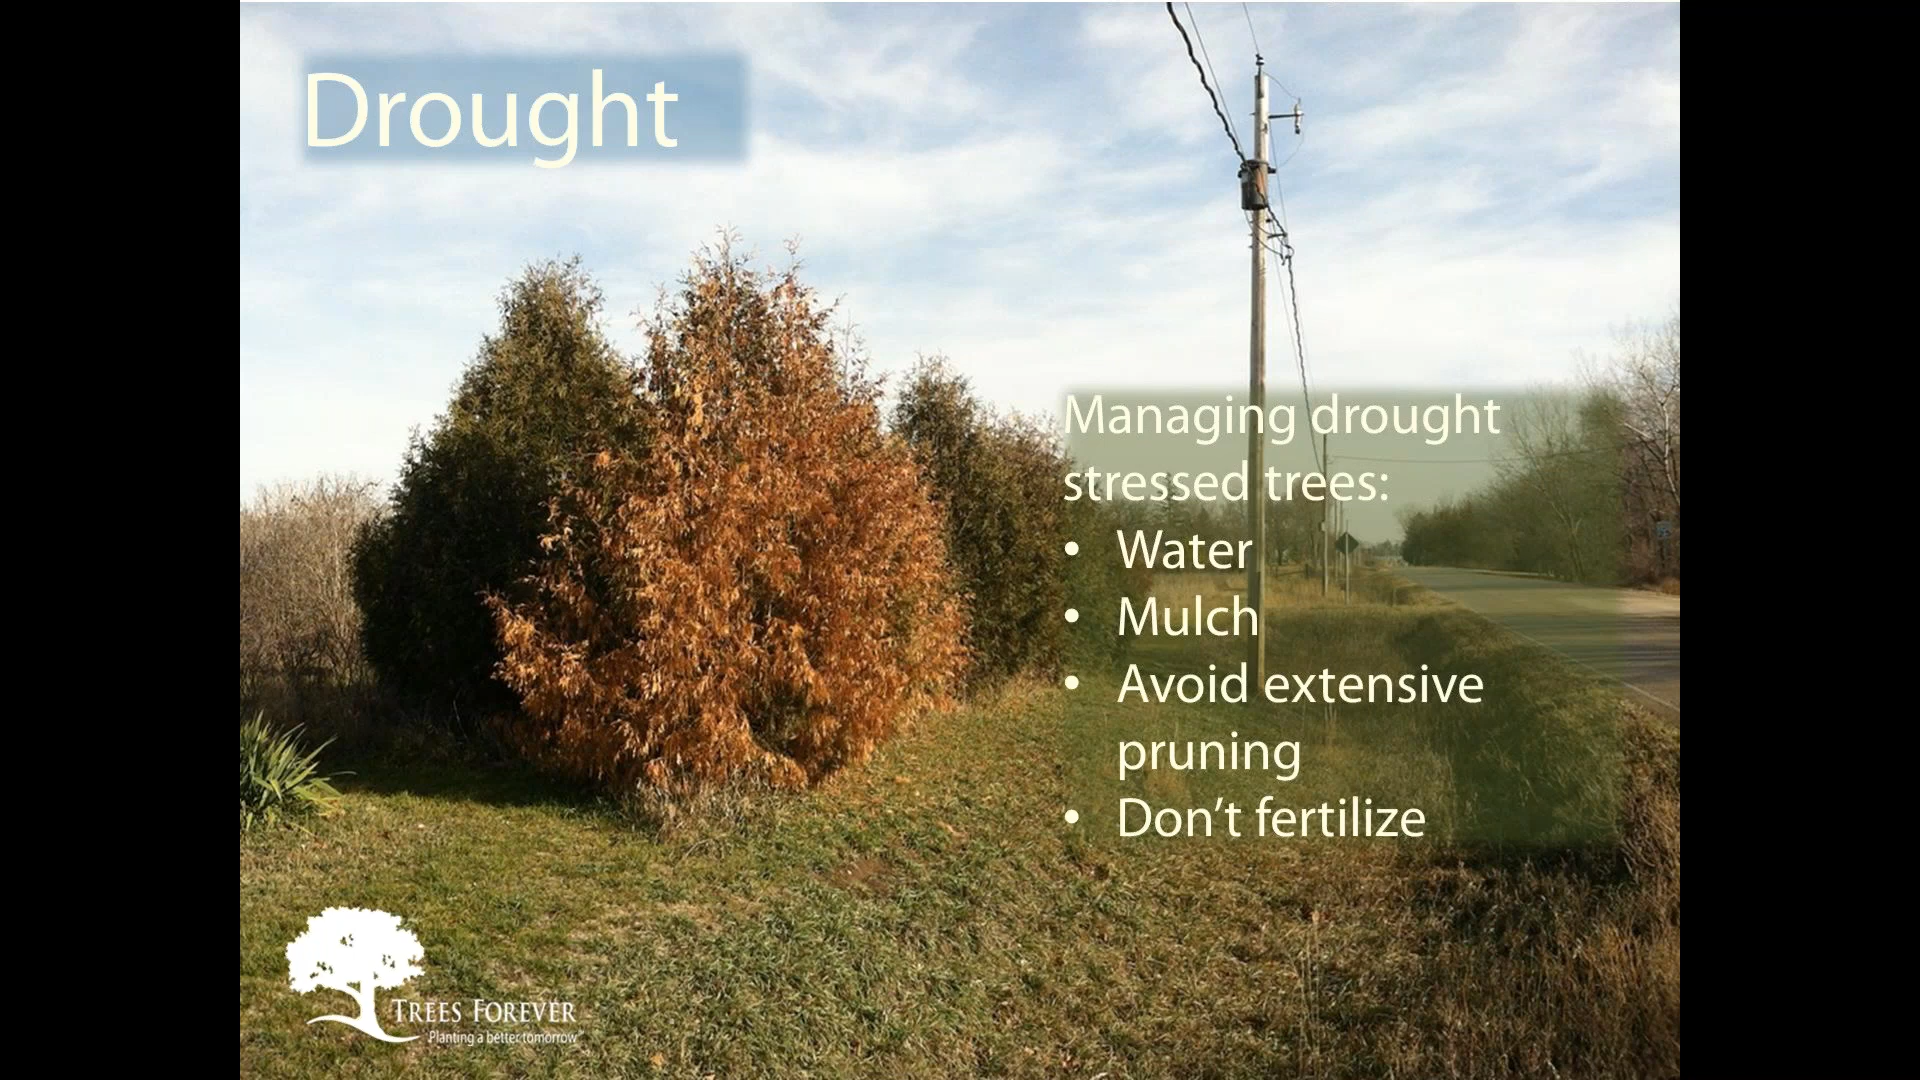 Drought
Managing drought
stressed trees:
• Water
• Mulch
• Avoid extensive
pruning
• Don’t fertilize
TREES FOREVER
Planting a better tomorrow